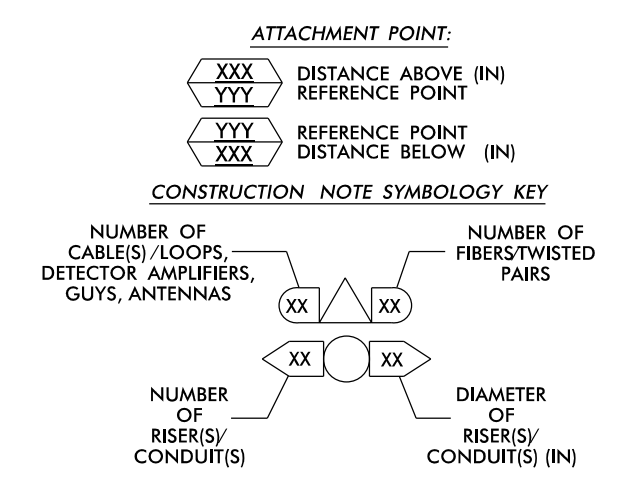 ATTACHMENT POINT:
XXX DISTANCE ABOVE (IN)
YYY REFERENCE POINT
YYY REFERENCE POINT
XXX DISTANCE BELOW (IN)
CONSTRUCTION NOTE SYMBOLOGY KEY
NUMBER OF
CABLE(S)/LOOPS,
DETECTOR AMPLIFIERS,
GUYS, ANTENNAS
NUMBER OF
FIBERS/TWISTED
PAIRS
XX
XX
XX
XX
NUMBER
OF
RISER(S)/
CONDUIT(S)
DIAMETER
OF
RISER(S)/
CONDUIT(S) (IN)